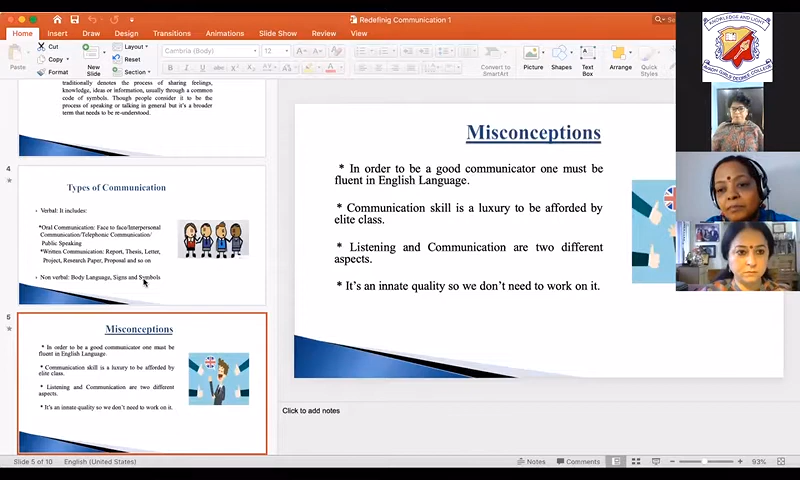 Redefinig Communication 1
Home Insert Draw Design Transitions Animations Slide Show Review View
Paste
Cut
Copy
Format
New
Slide
Layout
Reset
Section
Cambria (Body)
12
Convert to
SmartArt
Picture
Shapes
Text
Box
Arrange
Quick
Styles
traditionally denotes the process of sharing feelings,
knowledge, ideas or information, usually through a common
code of symbols. Though people consider it to be the
process of speaking or talking in general but it's a broader
term that needs to be re-understood.
4
Types of Communication
Verbal: It includes:
*Oral Communication: Face to face/Interpersonal
Communication/Telephonic Communication/
Public Speaking
*Written Communication: Report, Thesis, Letter,
Project, Research Paper, Proposal and so on
Non verbal: Body Language, Signs and Symbols
5
Misconceptions
* In order to be a good communicator one must be
fluent in English Language.
* Communication skill is a luxury to be afforded by
elite class.
* Listening and Communication are two different
aspects.
* It's an innate quality so we don't need to work on it.
Misconceptions
* In order to be a good communicator one must be
fluent in English Language.
* Communication skill is a luxury to be afforded by
elite class.
* Listening and Communication are two different
aspects.
* It's an innate quality so we don't need to work on it.
KNOWLEDGE AND LIGHT
GIRLS DEGREE COLLEGE
Click to add notes
Slide 5 of 10 English (United States) Notes Comments 93%